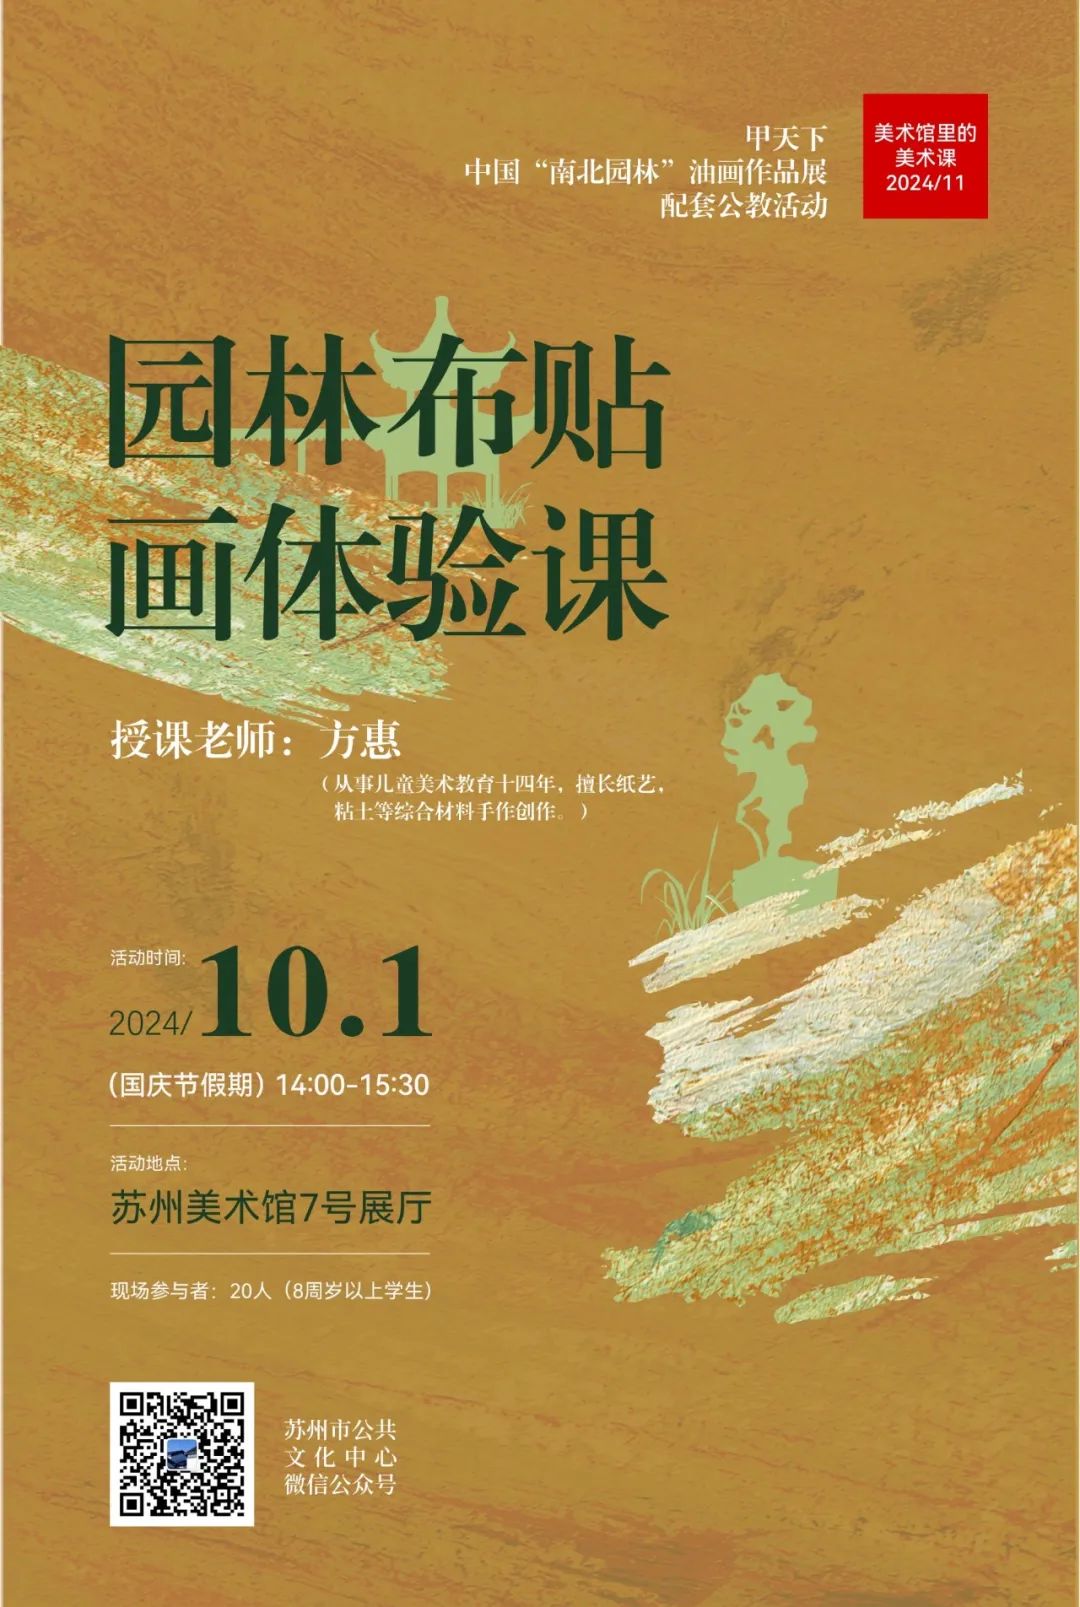 甲天下
中国“南北园林”油画作品展
配套公教活动
美术馆里的
美术课
2024/11
园林布贴
画体验课
授课老师：方惠
（从事儿童美术教育十四年，擅长纸艺，
粘土等综合材料手作创作。）
活动时间:
2024/10.1
(国庆节假期) 14:00-15:30
活动地点:
苏州美术馆7号展厅
现场参与者：20人（8周岁以上学生）
苏州市公共
文化中心
微信公众号